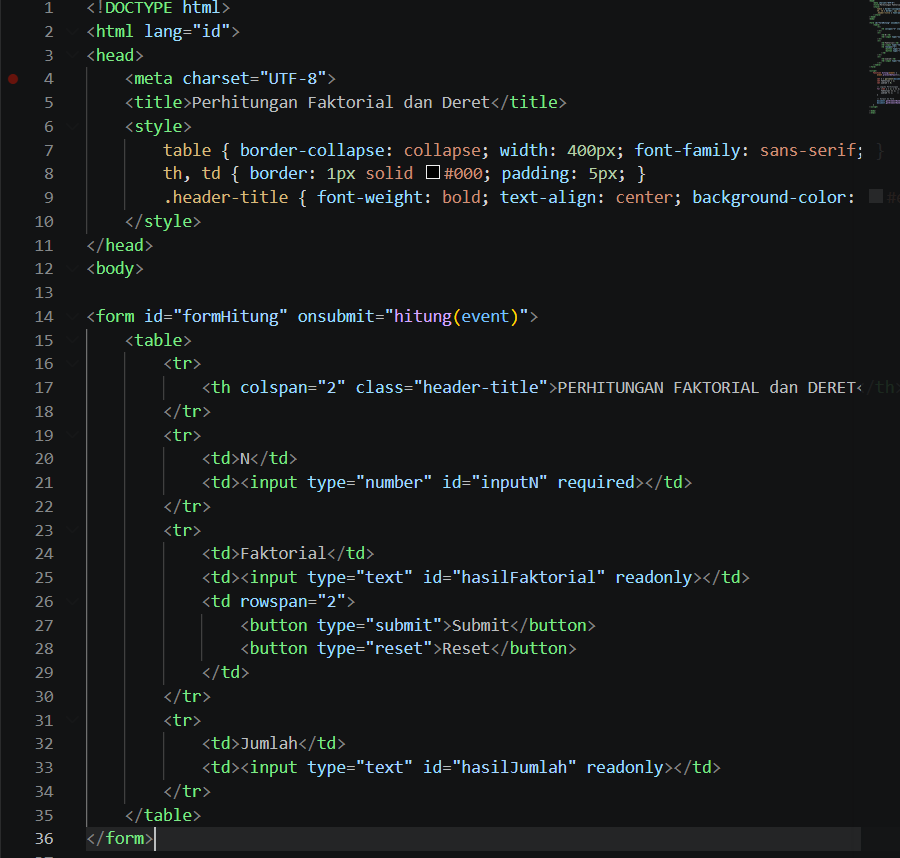 1 <!DOCTYPE html>
2 <html lang="id">
3 <head>
4 <meta charset="UTF-8">
5 <title>Perhitungan Faktorial dan Deret</title>
6 <style>
7 table { border-collapse: collapse; width: 400px; font-family: sans-serif; }
8 th, td { border: 1px solid #000; padding: 5px; }
9 .header-title { font-weight: bold; text-align: center; background-color:
10 </style>
11 </head>
12 <body>
13
14 <form id="formHitung" onsubmit="hitung(event)">
15 <table>
16 <tr>
17 <th colspan="2" class="header-title">PERHITUNGAN FAKTORIAL dan DERET</th>
18 </tr>
19 <tr>
20 <td>N</td>
21 <td><input type="number" id="inputN" required></td>
22 </tr>
23 <tr>
24 <td>Faktorial</td>
25 <td><input type="text" id="hasilFaktorial" readonly></td>
26 <td rowspan="2">
27 <button type="submit">Submit</button>
28 <button type="reset">Reset</button>
29 </td>
30 </tr>
31 <tr>
32 <td>Jumlah</td>
33 <td><input type="text" id="hasilJumlah" readonly></td>
34 </tr>
35 </table>
36 </form>